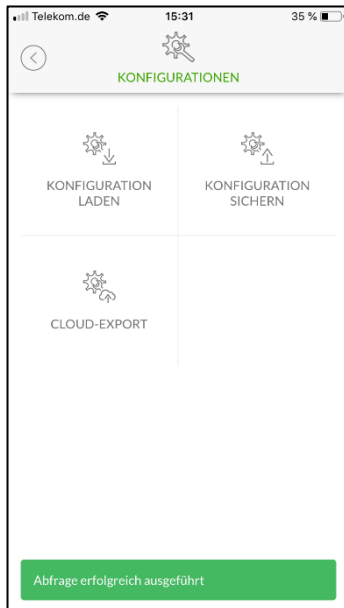 Telekom.de 15:31 35 %
KONFIGURATIONEN
KONFIGURATION
LADEN
KONFIGURATION
SICHERN
CLOUD-EXPORT
Abfrage erfolgreich ausgeführt